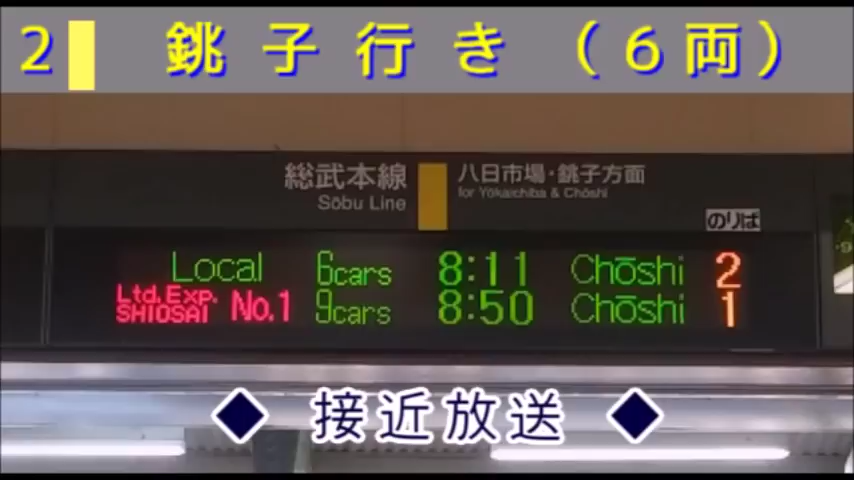 2 銚子行き（6両）
総武本線 八日市場・銚子方面
Sōbu Line for Yōkaichiba & Chōshi
のりば
Local 6cars 8:11 Chōshi 2
Ltd.Exp. SHIOSAI No.1 9cars 8:50 Chōshi 1
◆ 接近放送 ◆